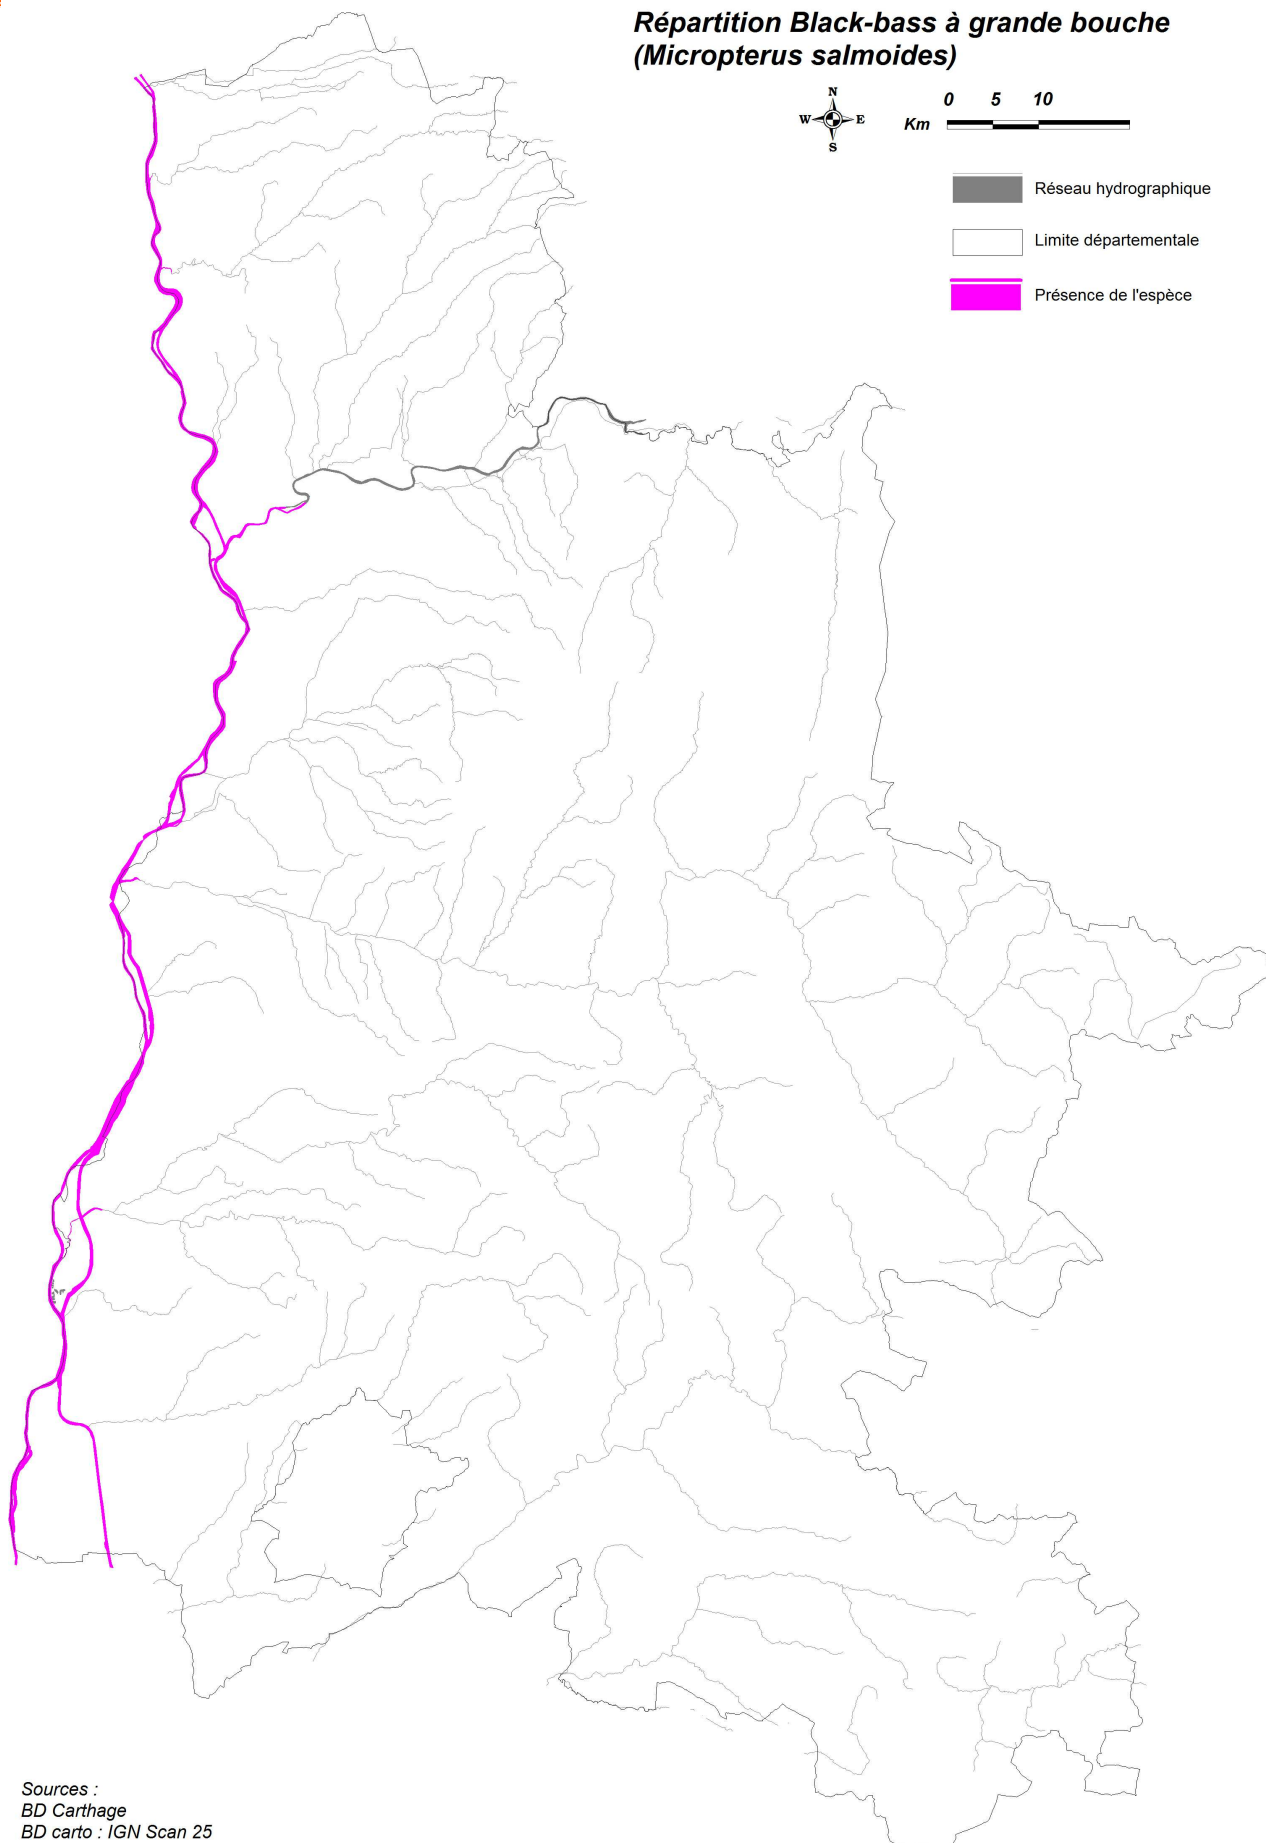 Répartition Black-bass à grande bouche
(Micropterus salmoides)
N
W E
S
0 5 10
Km
Réseau hydrographique
Limite départementale
Présence de l'espèce
Sources :
BD Carthage
BD carto : IGN Scan 25